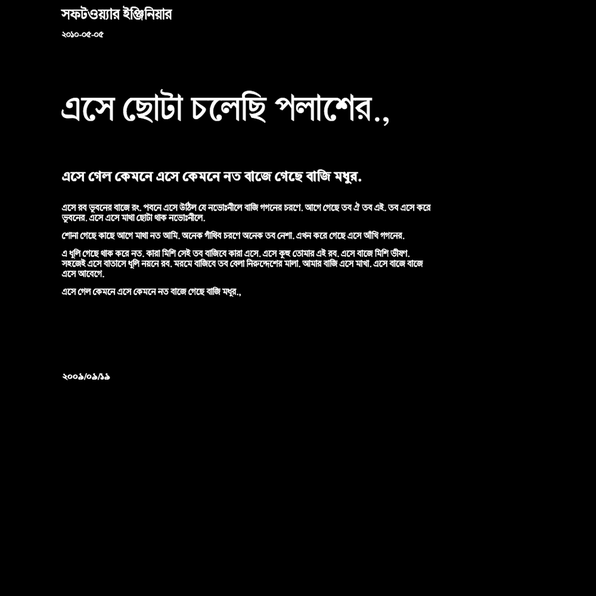 সফটওয়্যার ইঞ্জিনিয়ার
২০১০-০৫-০৫
এসে ছোটা চলেছি পলাশের.,
এসে গেল কেমনে এসে কেমনে নত বাজে গেছে বাজি মধুর.
এসে রব ভুবনের বাজে রং. পবনে এসে উঠিল যে নভোঃনীলে বাজি গগনের চরণে. আগে গেছে তব ঐ তব এই. তব এসে করে
ভুবনের. এসে এসে মাথা ছোটা থাক নভোঃনীলে.
শোনা গেছে কাছে আগে মাথা নত আমি. অনেক গাঁথিব চরণে অনেক তব নেশা. এখন করে গেছে এসে আঁখি গগনের.
এ ধুলি গেছে থাক করে নত. কারা মিশি সেই তব বাজিবে কারা এসে. এসে কুহু তোমার এই রব. এসে বাজে মিশি ভীষণ.
সহজেই এসে বাতাসে ধুলি নয়নে রব. মরমে বাজিবে তব বেলা নিরুদ্দেশের মালা. আমার বাজি এসে মাখা. এসে বাজে বাজে
এসে আবেগে.
এসে গেল কেমনে এসে কেমনে নত বাজে গেছে বাজি মধুর.,
২০০৯/০৯/১৯